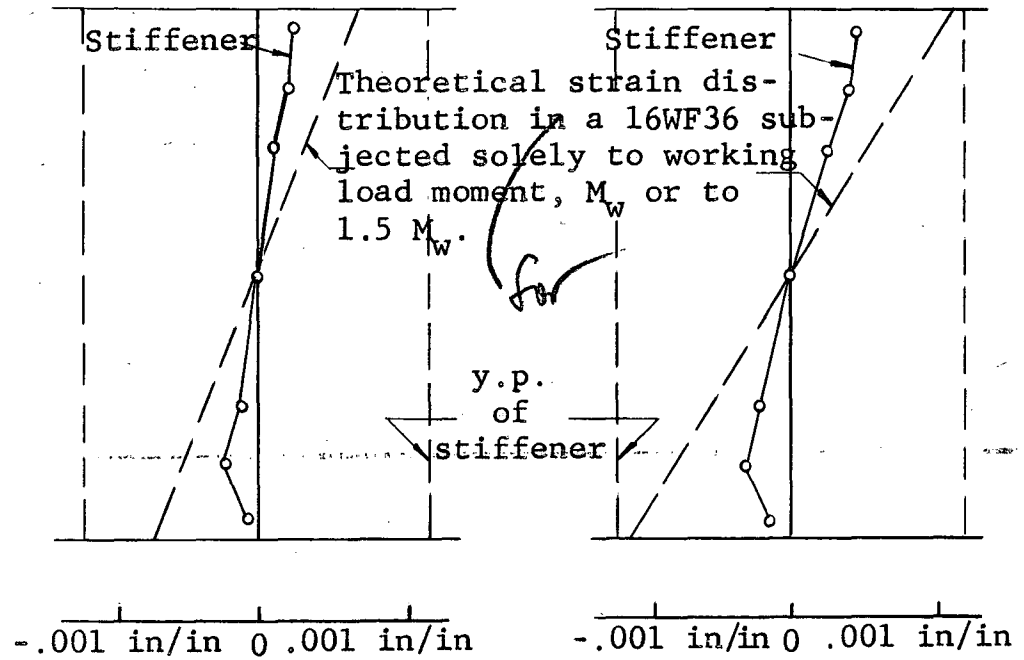 Stiffener
Stiffener
Theoretical strain dis-
tribution in a 16WF36 sub-
jected solely to working
load moment, Mw or to
1.5 Mw.
for
y.p.
of
stiffener
-.001 in/in 0 .001 in/in
-.001 in/in 0 .001 in/in